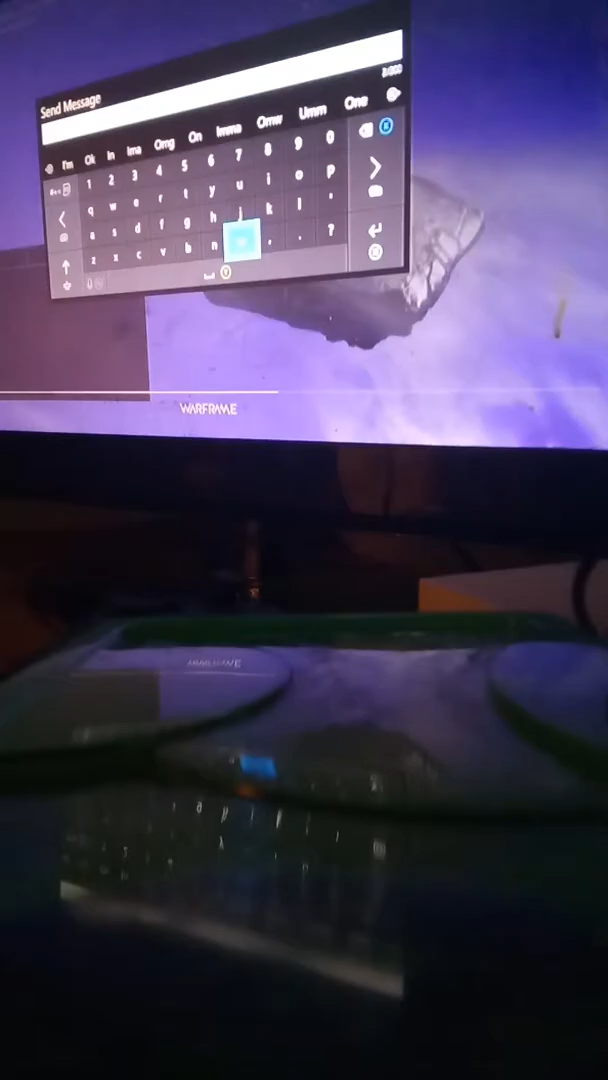 Send Message
I'm Ok In Ima Omg On Imma Omw Umm One
1 2 3 4 5 6 7 8 9 0
q w e r t y u i o p
a s d f g h j k l '
z x c v b n , . ?
WARFRAME